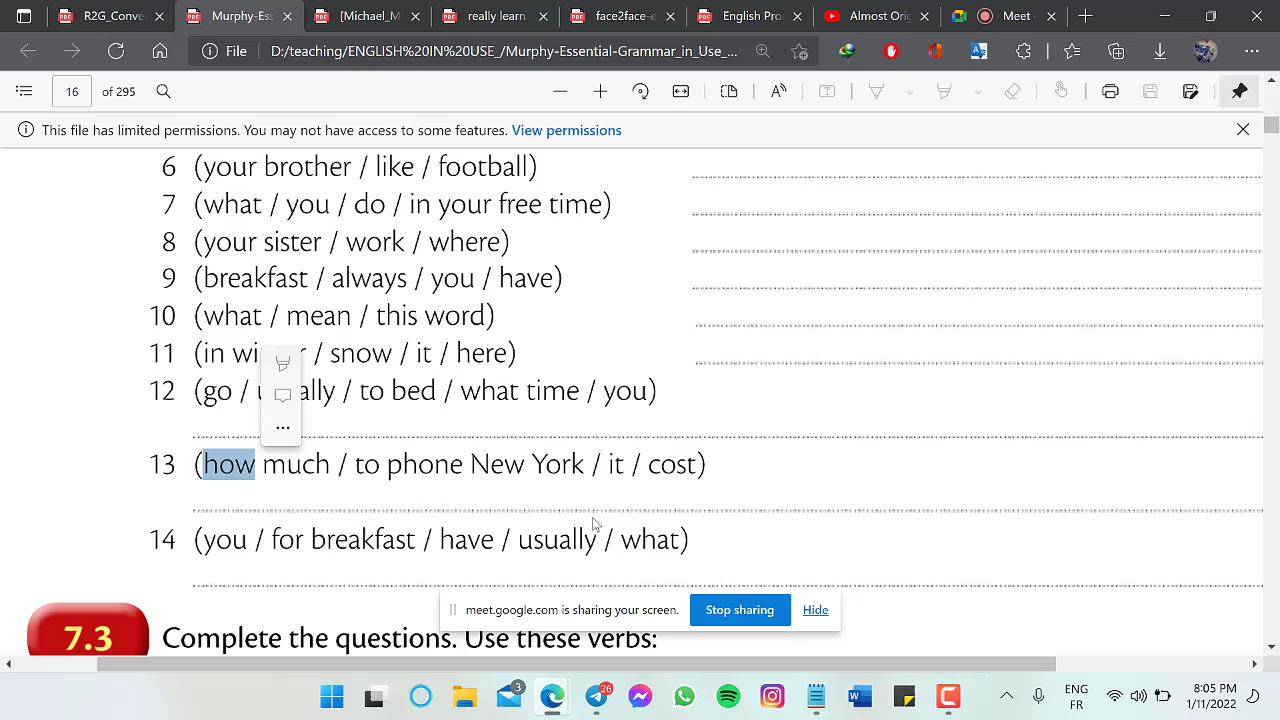 R2G_Conve
Murphy-Ess
[Michael_M
really learn
face2face-e
English Pro
Almost Orig
Meet -
File
D:/teaching/ENGLISH%20IN%20USE_/Murphy-Essential-Grammar_in_Use_...
16 of 295
This file has limited permissions. You may not have access to some features. View permissions
6 (your brother / like / football)
7 (what / you / do / in your free time)
8 (your sister / work / where)
9 (breakfast / always / you / have)
10 (what / mean / this word)
11 (in wi r / snow / it / here)
12 (go / u ally / to bed / what time / you)
13 (how much / to phone New York / it / cost)
14 (you / for breakfast / have / usually / what)
meet.google.com is sharing your screen. Stop sharing Hide
7.3 Complete the questions. Use these verbs:
3
26
ENG
FR
8:05 PM
1/11/2022